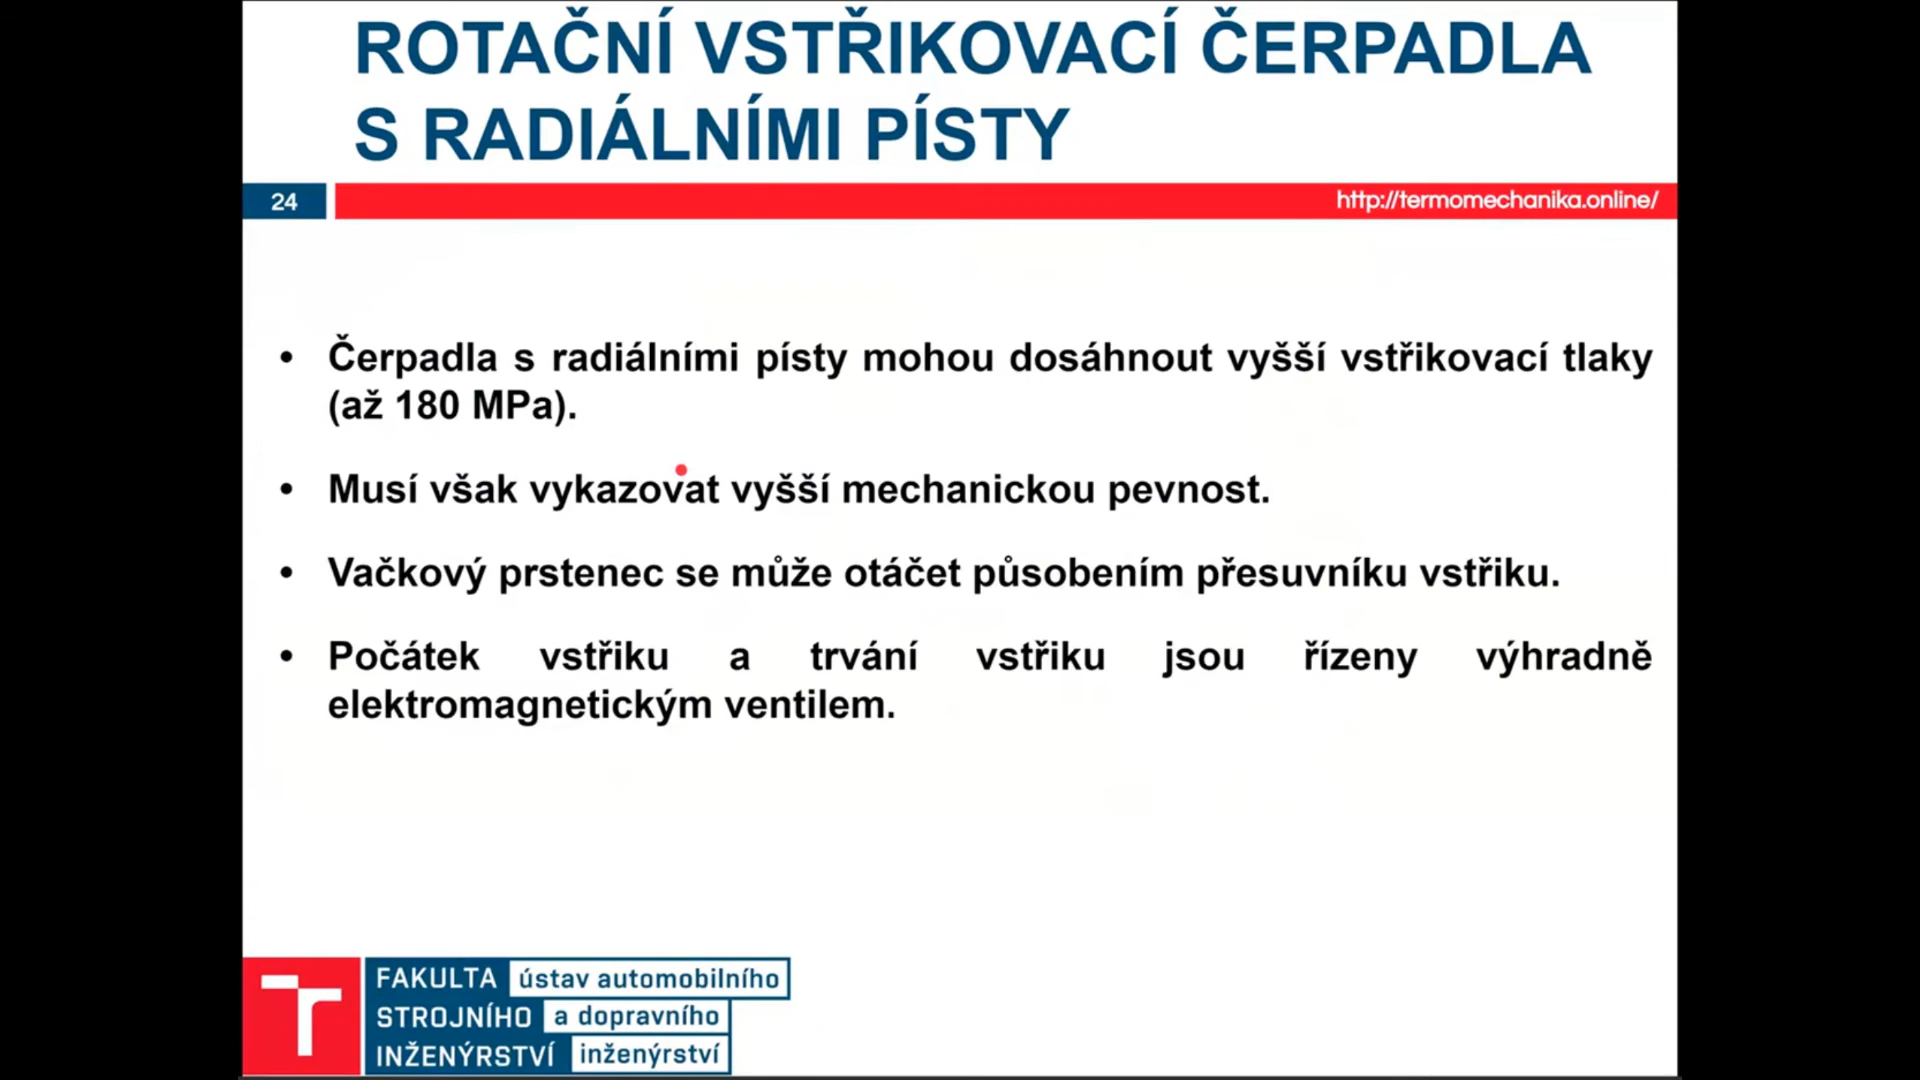 ROTAČNÍ VSTŘIKOVACÍ ČERPADLA
S RADIÁLNÍMI PÍSTY
24
http://termomechanika.online/
• Čerpadla s radiálními písty mohou dosáhnout vyšší vstřikovací tlaky
(až 180 MPa).
• Musí však vykazovat vyšší mechanickou pevnost.
• Vačkový prstenec se může otáčet působením přesuvníku vstřiku.
• Počátek vstřiku a trvání vstřiku jsou řízeny výhradně
elektromagnetickým ventilem.
FAKULTA ústav automobilního
STROJNÍHO a dopravního
INŽENÝRSTVÍ inženýrství